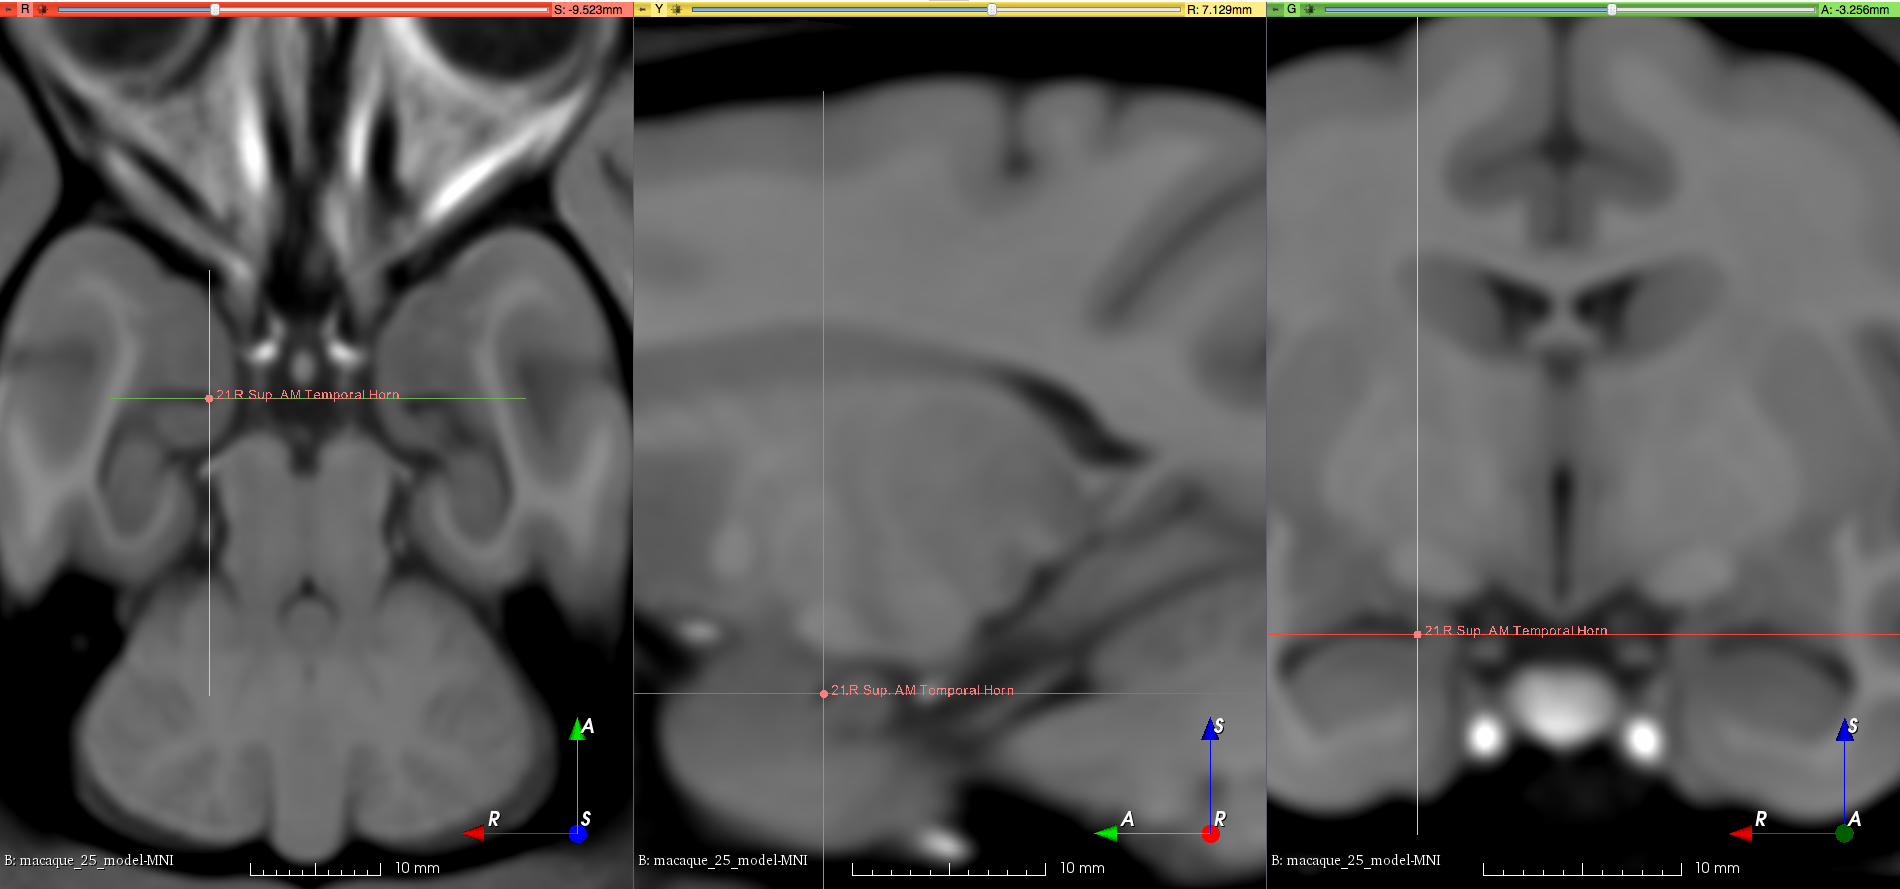 R S: -9.523mm
Y R: 7.129mm
G A: -3.256mm
21.R Sup. AM Temporal Horn
21.R Sup. AM Temporal Horn
21.R Sup. AM Temporal Horn
A
R
S
S
A
R
S
R
A
B: macaque_25_model-MNI
10 mm
B: macaque_25_model-MNI
10 mm
B: macaque_25_model-MNI
10 mm